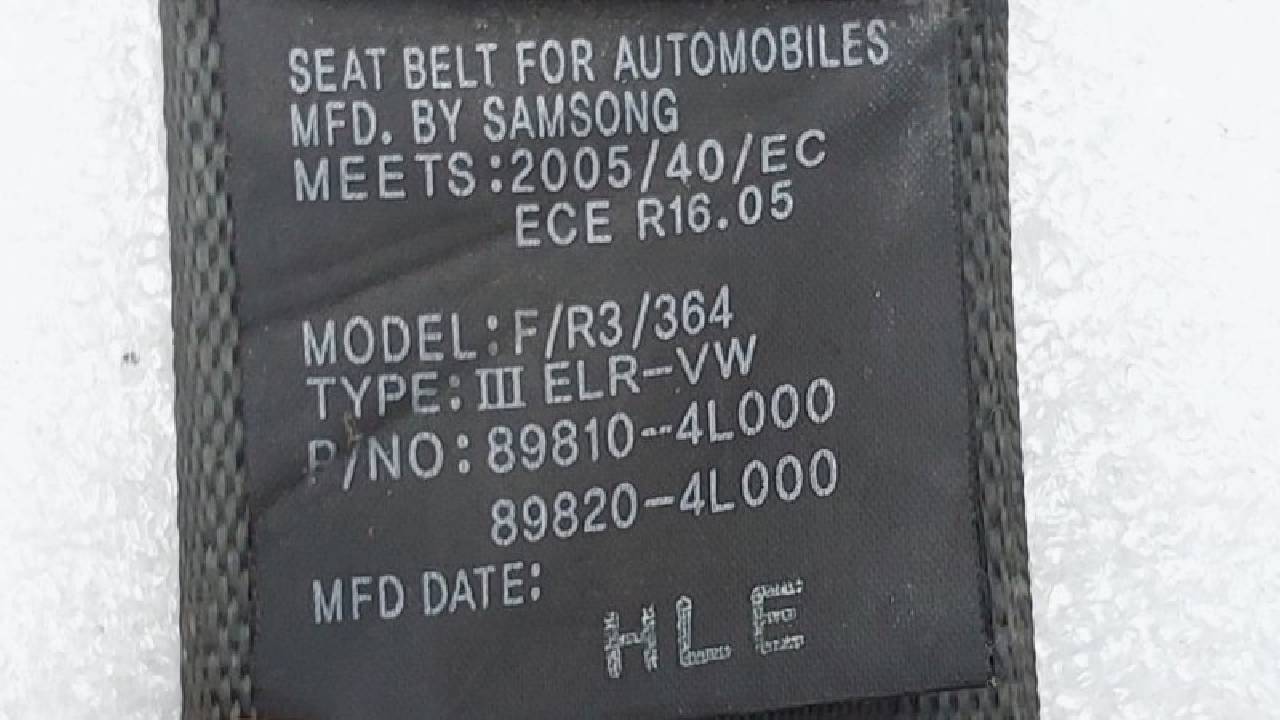 SEAT BELT FOR AUTOMOBILES
MFD. BY SAMSONG
MEETS:2005/40/EC
ECE R16.05
MODEL:F/R3/364
TYPE:III ELR-VW
P/NO:89810-4L000
89820-4L000
MFD DATE:
HLE